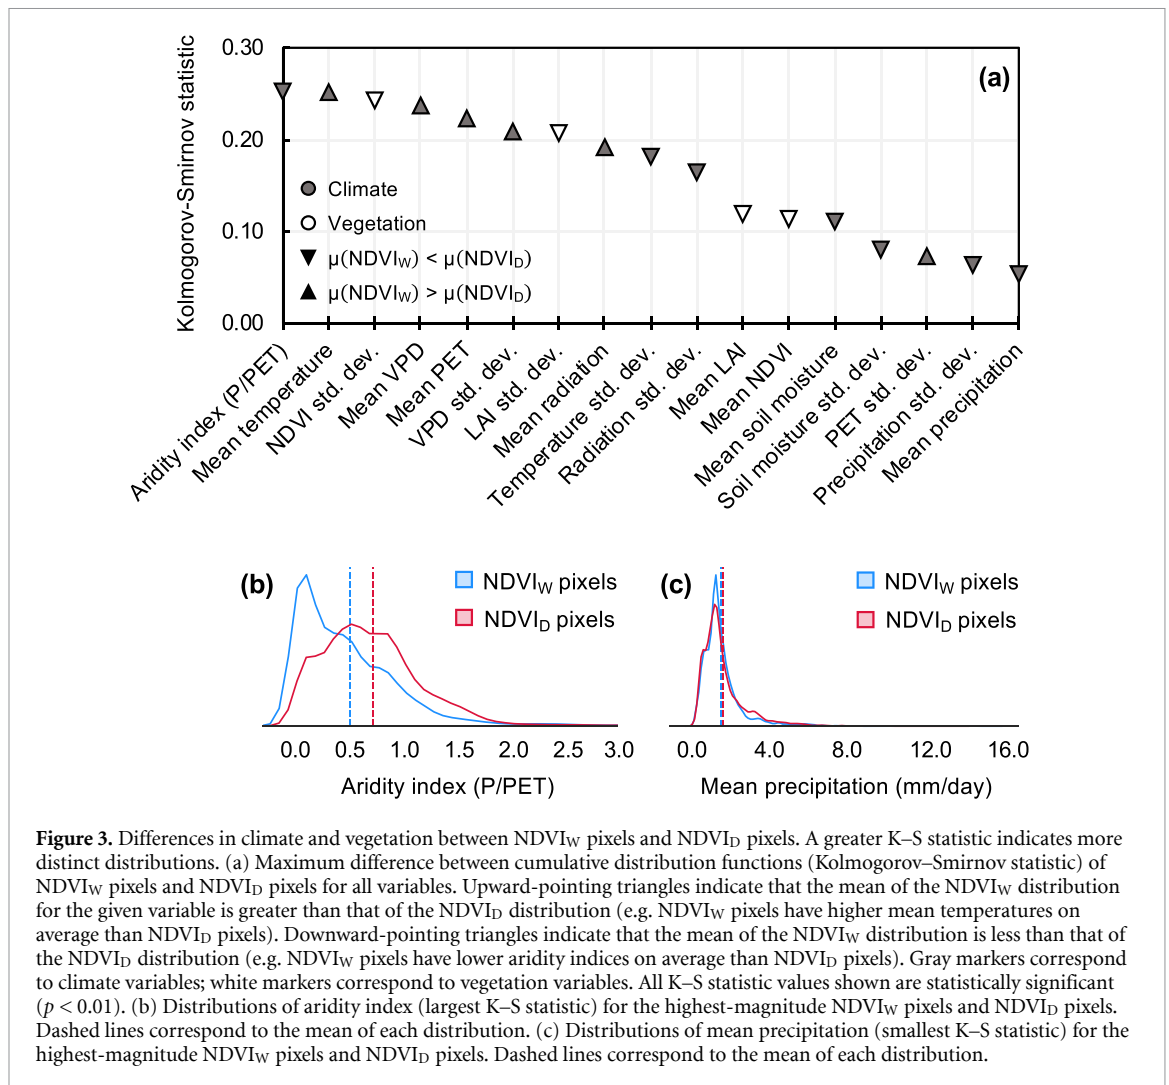 Kolmogorov-Smirnov statistic
0.30
0.20
0.10
0.00
(a)
Climate
Vegetation
μ(NDVIW) < μ(NDVID)
μ(NDVIW) > μ(NDVID)
Aridity index (P/PET)
Mean temperature
NDVI std. dev.
Mean VPD
Mean PET
VPD std. dev.
LAI std. dev.
Mean radiation
Temperature std. dev.
Radiation std. dev.
Mean LAI
Mean NDVI
Mean soil moisture
Soil moisture std. dev.
PET std. dev.
Precipitation std. dev.
Mean precipitation
(b)
NDVIW pixels
NDVID pixels
0.0 0.5 1.0 1.5 2.0 2.5 3.0
Aridity index (P/PET)
(c)
NDVIW pixels
NDVID pixels
0.0 4.0 8.0 12.0 16.0
Mean precipitation (mm/day)
Figure 3. Differences in climate and vegetation between NDVIW pixels and NDVID pixels. A greater K–S statistic indicates more
distinct distributions. (a) Maximum difference between cumulative distribution functions (Kolmogorov–Smirnov statistic) of
NDVIW pixels and NDVID pixels for all variables. Upward-pointing triangles indicate that the mean of the NDVIW distribution
for the given variable is greater than that of the NDVID distribution (e.g. NDVIW pixels have higher mean temperatures on
average than NDVID pixels). Downward-pointing triangles indicate that the mean of the NDVIW distribution is less than that of
the NDVID distribution (e.g. NDVIW pixels have lower aridity indices on average than NDVID pixels). Gray markers correspond
to climate variables; white markers correspond to vegetation variables. All K–S statistic values shown are statistically significant
(p < 0.01). (b) Distributions of aridity index (largest K–S statistic) for the highest-magnitude NDVIW pixels and NDVID pixels.
Dashed lines correspond to the mean of each distribution. (c) Distributions of mean precipitation (smallest K–S statistic) for the
highest-magnitude NDVIW pixels and NDVID pixels. Dashed lines correspond to the mean of each distribution.